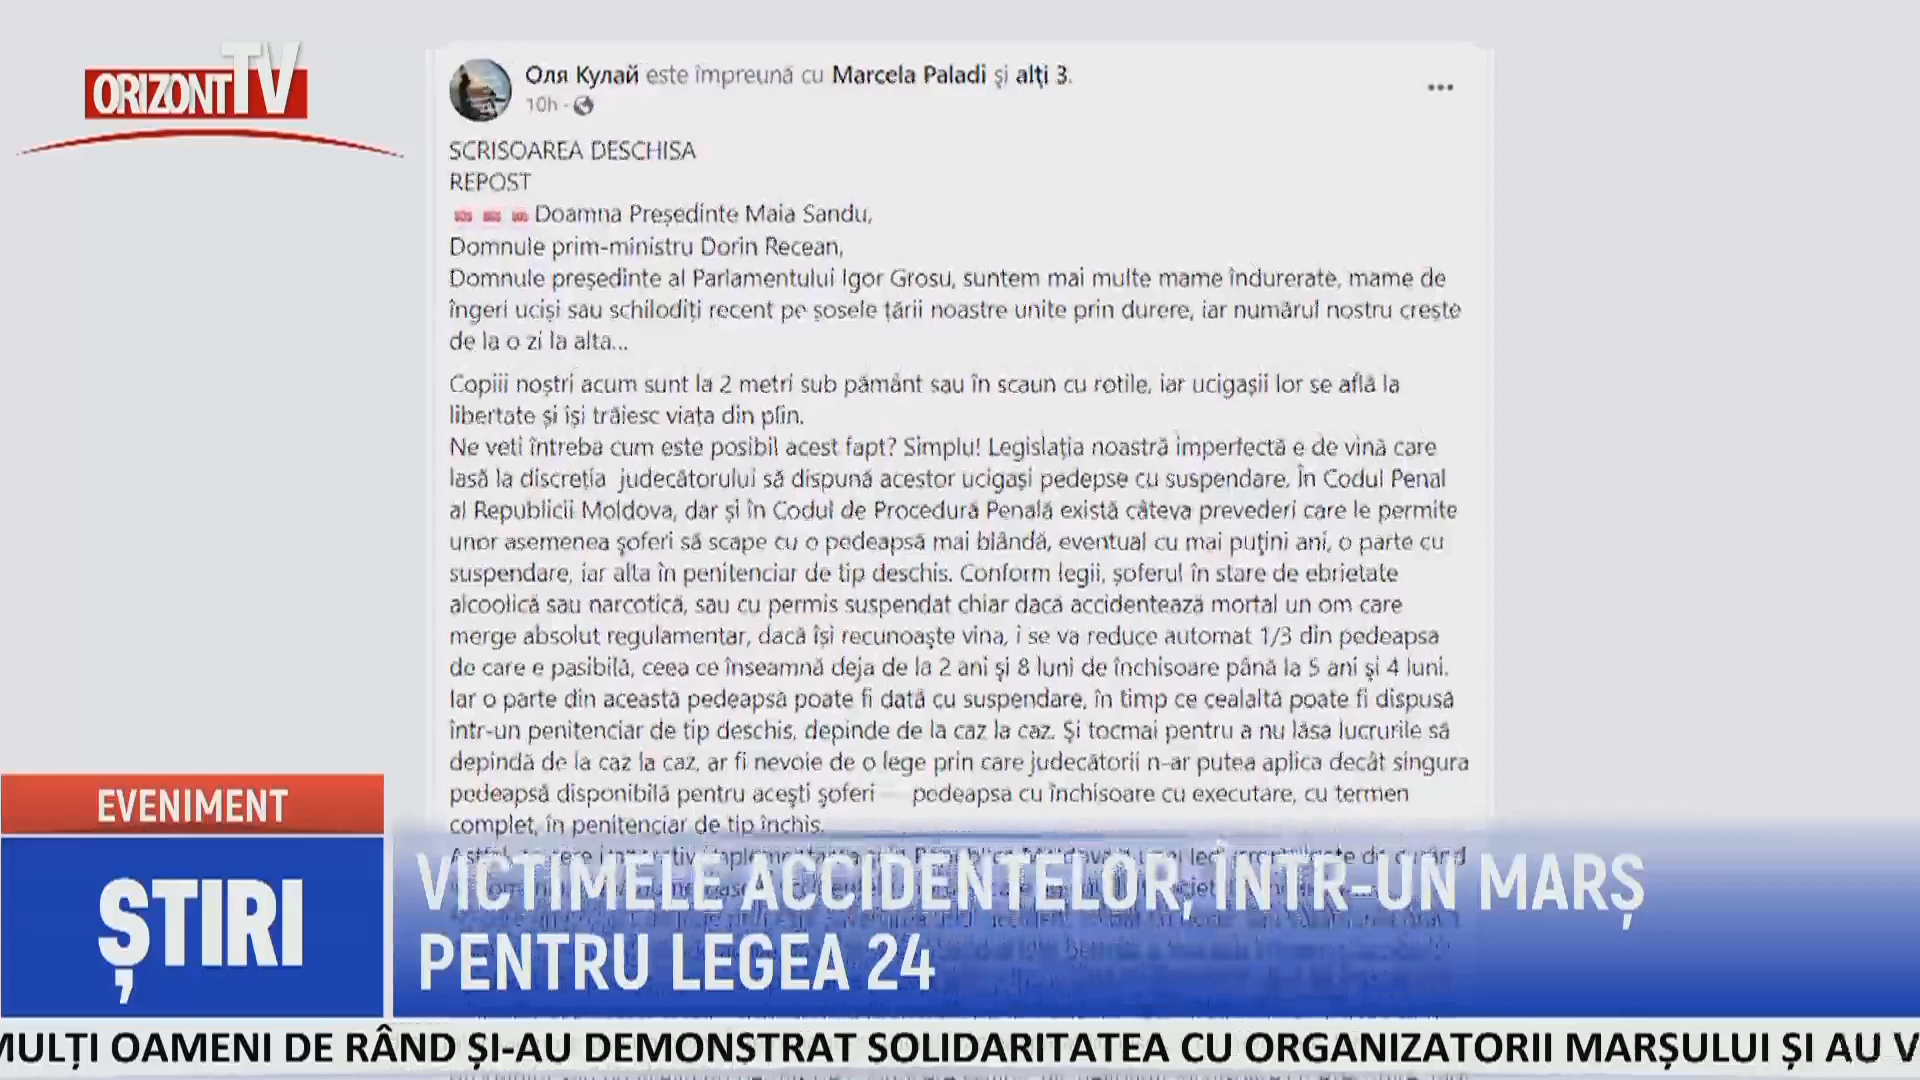 ORIZONT TV
Оля Кулай este împreună cu Marcela Paladi și alți 3.
10h
SCRISOAREA DESCHISA
REPOST
Doamna Președinte Maia Sandu,
Domnule prim-ministru Dorin Recean,
Domnule președinte al Parlamentului Igor Grosu, suntem mai multe mame îndurerate, mame de
îngeri uciși sau schilodiți recent pe șosele țării noastre unite prin durere, iar numărul nostru crește
de la o zi la alta...
Copiii noștri acum sunt la 2 metri sub pământ sau în scaun cu rotile, iar ucigașii lor se află la
libertate și își trăiesc viața din plin.
Ne veti întreba cum este posibil acest fapt? Simplu! Legislația noastră imperfectă e de vină care
lasă la discreția judecătorului să dispună acestor ucigași pedepse cu suspendare. În Codul Penal
al Republicii Moldova, dar și în Codul de Procedură Penală există câteva prevederi care le permite
unor asemenea șoferi să scape cu o pedeapsă mai blândă, eventual cu mai puțini ani, o parte cu
suspendare, iar alta în penitenciar de tip deschis. Conform legii, șoferul în stare de ebrietate
alcoolică sau narcotică, sau cu permis suspendat chiar dacă accidentează mortal un om care
merge absolut regulamentar, dacă își recunoaște vina, i se va reduce automat 1/3 din pedeapsa
de care e pasibilă, ceea ce înseamnă deja de la 2 ani și 8 luni de închisoare până la 5 ani și 4 luni.
Iar o parte din această pedeapsă poate fi dată cu suspendare, în timp ce cealaltă poate fi dispusă
într-un penitenciar de tip deschis, depinde de la caz la caz. Și tocmai pentru a nu lăsa lucrurile să
depindă de la caz la caz, ar fi nevoie de o lege prin care judecătorii n-ar putea aplica decât singura
pedeapsă disponibilă pentru acești șoferi pedeapsa cu închisoare cu executare, cu termen
complet, în penitenciar de tip închis.
EVENIMENT
ȘTIRI
VICTIMELE ACCIDENTELOR, ÎNTR-UN MARȘ
PENTRU LEGEA 24
MULȚI OAMENI DE RÂND ȘI-AU DEMONSTRAT SOLIDARITATEA CU ORGANIZATORII MARȘULUI ȘI AU V